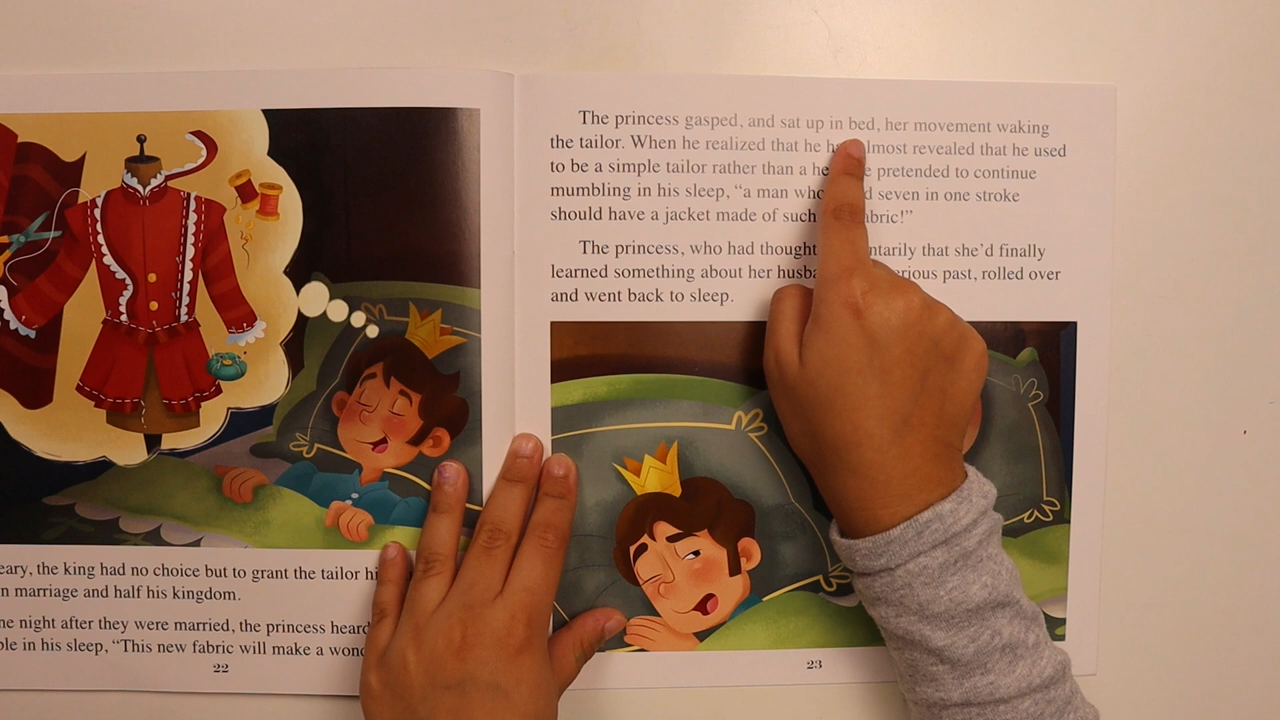 eary, the king had no choice but to grant the tailor hi
n marriage and half his kingdom.
ne night after they were married, the princess heard
ble in his sleep, “This new fabric will make a wond
22
The princess gasped, and sat up in bed, her movement waking
the tailor. When he realized that he almost revealed that he used
to be a simple tailor rather than a he pretended to continue
mumbling in his sleep, “a man who seven in one stroke
should have a jacket made of such abric!”
The princess, who had thought ntarily that she’d finally
learned something about her husba erious past, rolled over
and went back to sleep.
23